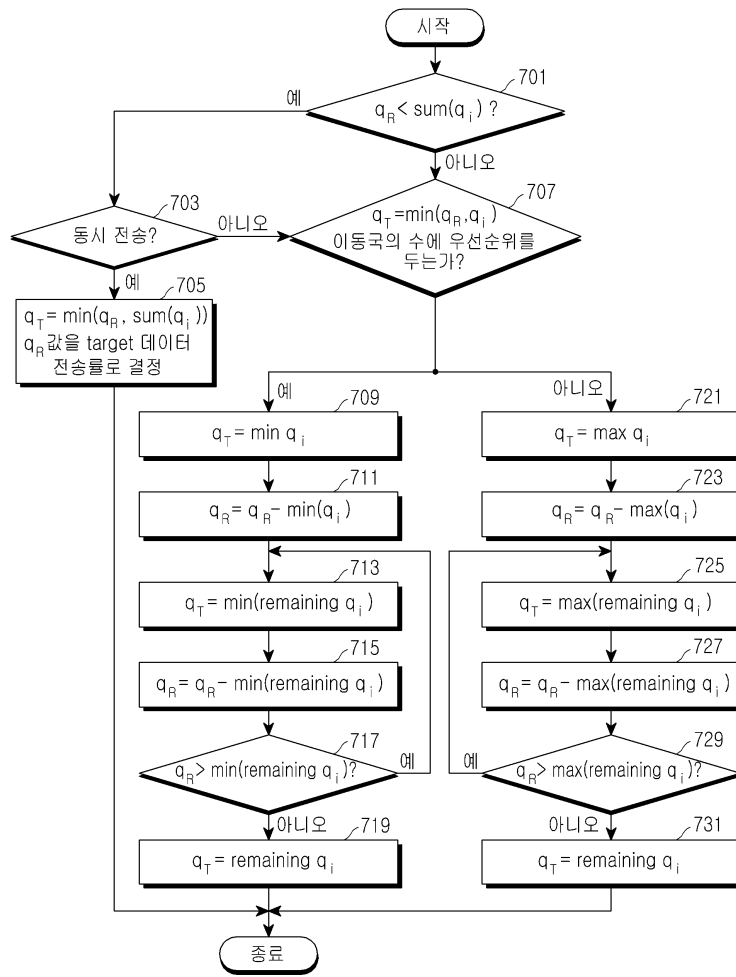 시작
701
예
q_R < sum(q_i) ?
아니오
703
동시 전송?
아니오
707
q_T=min(q_R,q_i)
이동국의 수에 우선순위를
두는가?
예
705
q_T= min(q_R, sum(q_i))
q_R 값을 target 데이터
전송률로 결정
예
709
q_T= min q_i
711
q_R= q_R- min(q_i)
713
q_T= min(remaining q_i)
715
q_R= q_R- min(remaining q_i)
717
q_R> min(remaining q_i)?
예
아니오
719
q_T= remaining q_i
아니오
721
q_T= max q_i
723
q_R= q_R- max(q_i)
725
q_T= max(remaining q_i)
727
q_R= q_R- max(remaining q_i)
729
예
q_R> max(remaining q_i)?
아니오
731
q_T= remaining q_i
종료